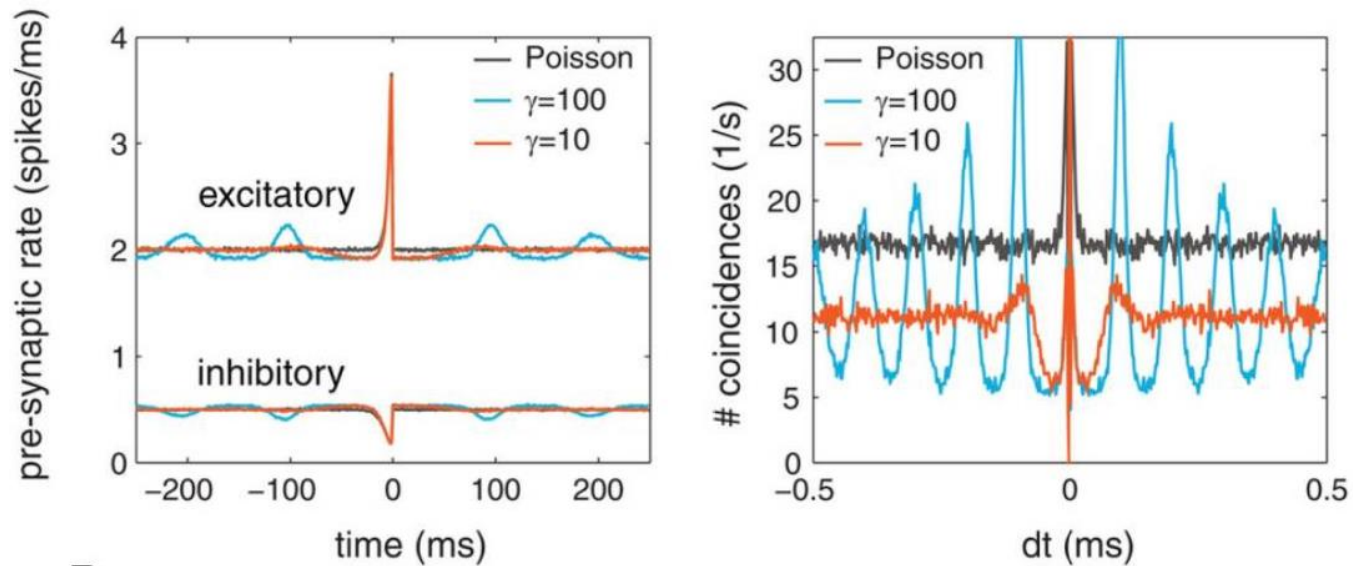 pre-synaptic rate (spikes/ms)
4
3
2
1
0
Poisson
γ=100
γ=10
excitatory
inhibitory
−200 −100 0 100 200
time (ms)
# coincidences (1/s)
30
25
20
15
10
5
0
Poisson
γ=100
γ=10
−0.5 0 0.5
dt (ms)